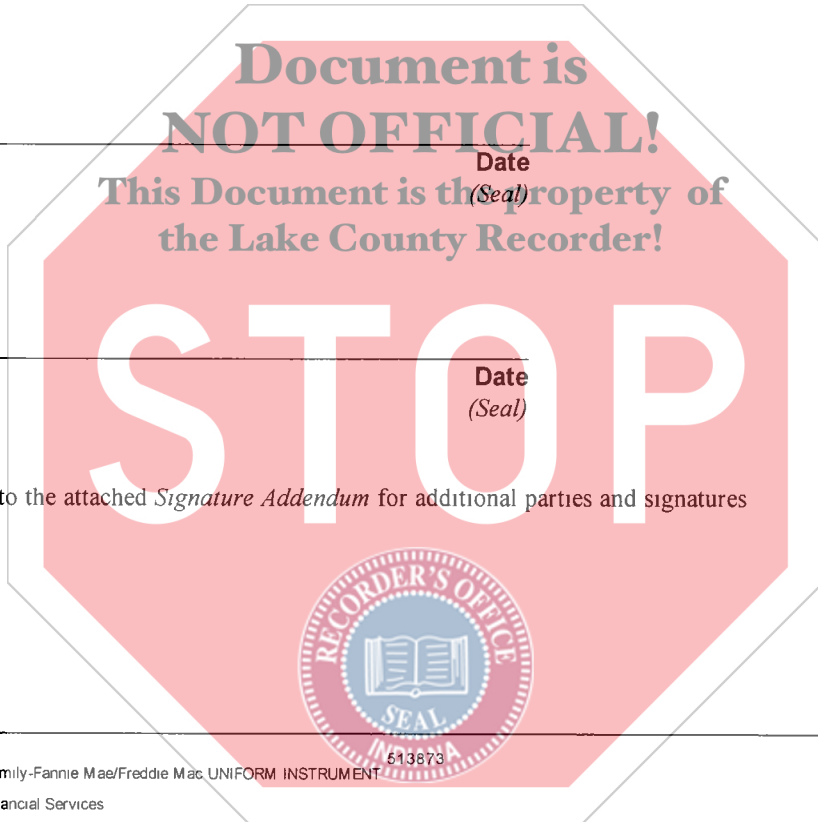 Document is
NOT OFFICIAL!
Date
This Document is the property of
(Seal)
the Lake County Recorder!
STOP
Date
(Seal)
to the attached Signature Addendum for additional parties and signatures
RECORDER'S OFFICE
SEAL
INDIANA
513873
mily-Fannie Mae/Freddie Mac UNIFORM INSTRUMENT
ancial Services